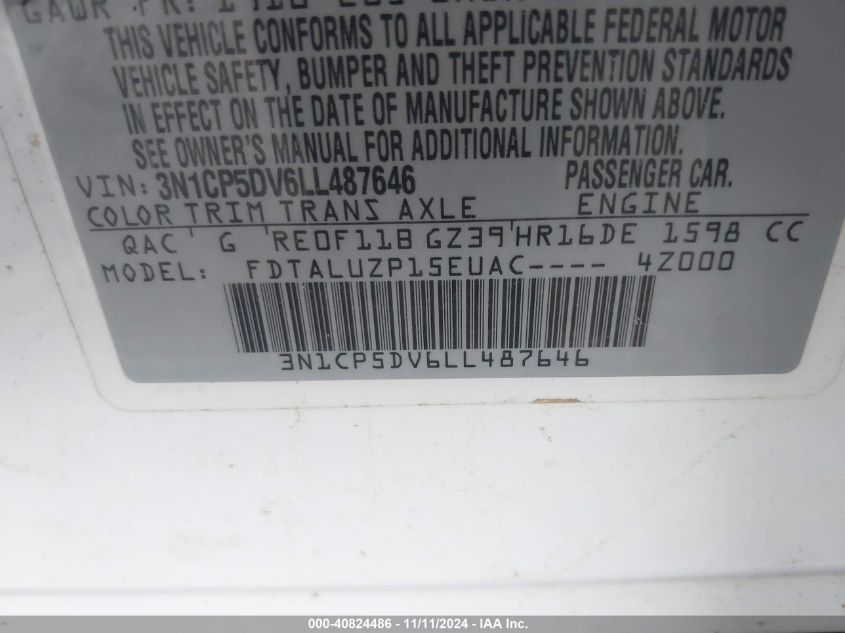 THIS VEHICLE CONFORMS TO ALL APPLICABLE FEDERAL MOTOR
VEHICLE SAFETY, BUMPER AND THEFT PREVENTION STANDARDS
IN EFFECT ON THE DATE OF MANUFACTURE SHOWN ABOVE.
SEE OWNER'S MANUAL FOR ADDITIONAL INFORMATION.
VIN: 3N1CP5DV6LL487646 PASSENGER CAR.
COLOR TRIM TRANS AXLE ENGINE
QAC G RE0F11B GZ39 HR16DE 1598 CC
MODEL: FDTALUZP15EUAC---- 4Z000
3N1CP5DV6LL487646
000-40824486 - 11/11/2024 - IAA Inc.